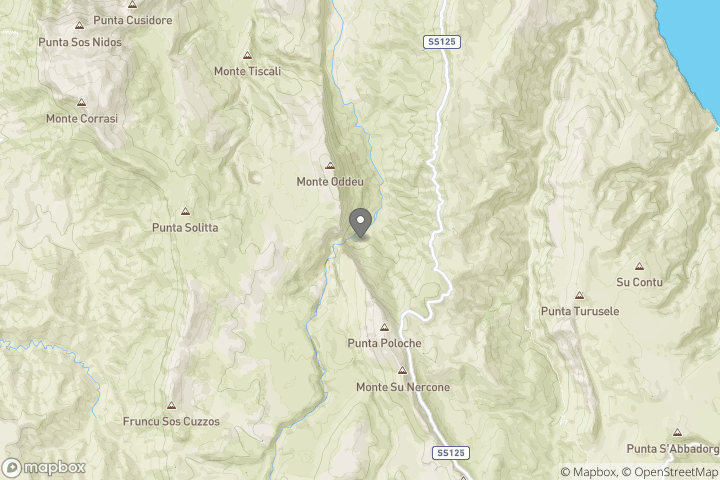 Punta Cusidore
Punta Sos Nidos
SS125
Monte Tiscali
Monte Corrasi
Monte Oddeu
Punta Solitta
Su Contu
Punta Turusele
Punta Poloche
Monte Su Nercone
Fruncu Sos Cuzzos
Punta S'Abbadorg
SS125
mapbox
© Mapbox, © OpenStreetMap